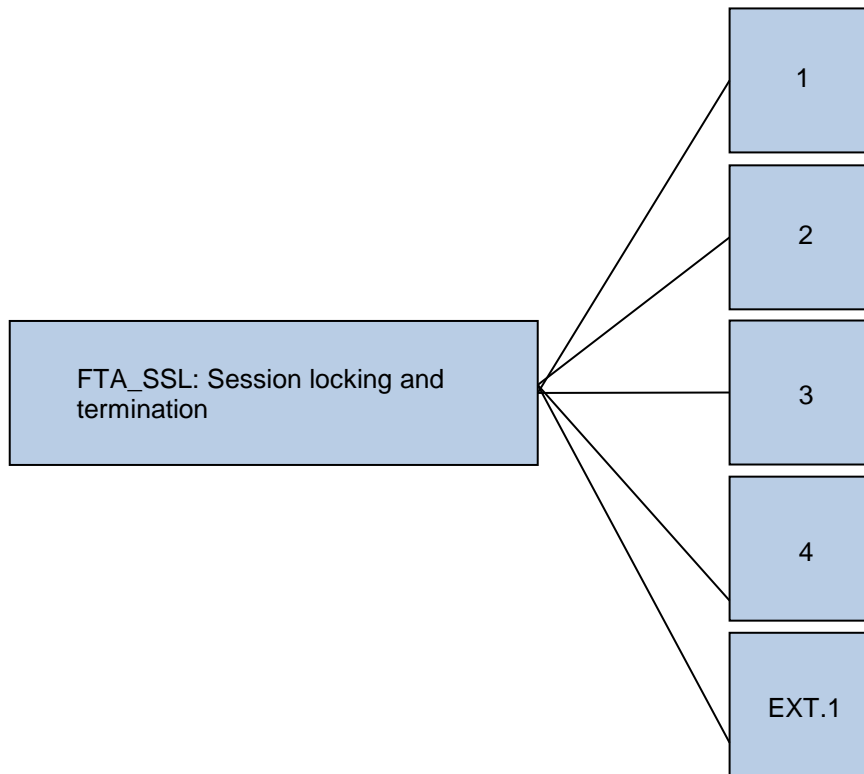 1
2
FTA_SSL: Session locking and
termination
3
4
EXT.1